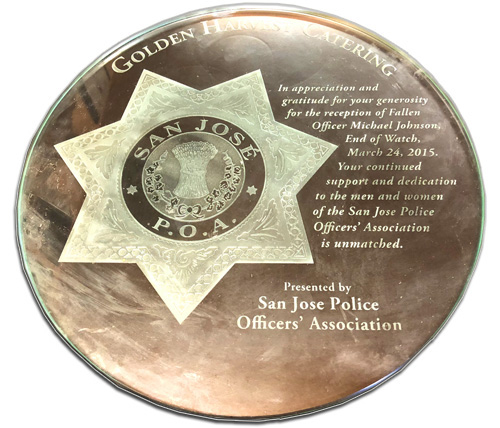 GOLDEN HARVEST CATERING
In appreciation and
gratitude for your generosity
for the reception of Fallen
Officer Michael Johnson,
End of Watch,
March 24, 2015.
Your continued
support and dedication
to the men and women
of the San Jose Police
Officers' Association
is unmatched.
SAN JOSÉ
P.O.A.
Presented by
San Jose Police
Officers' Association